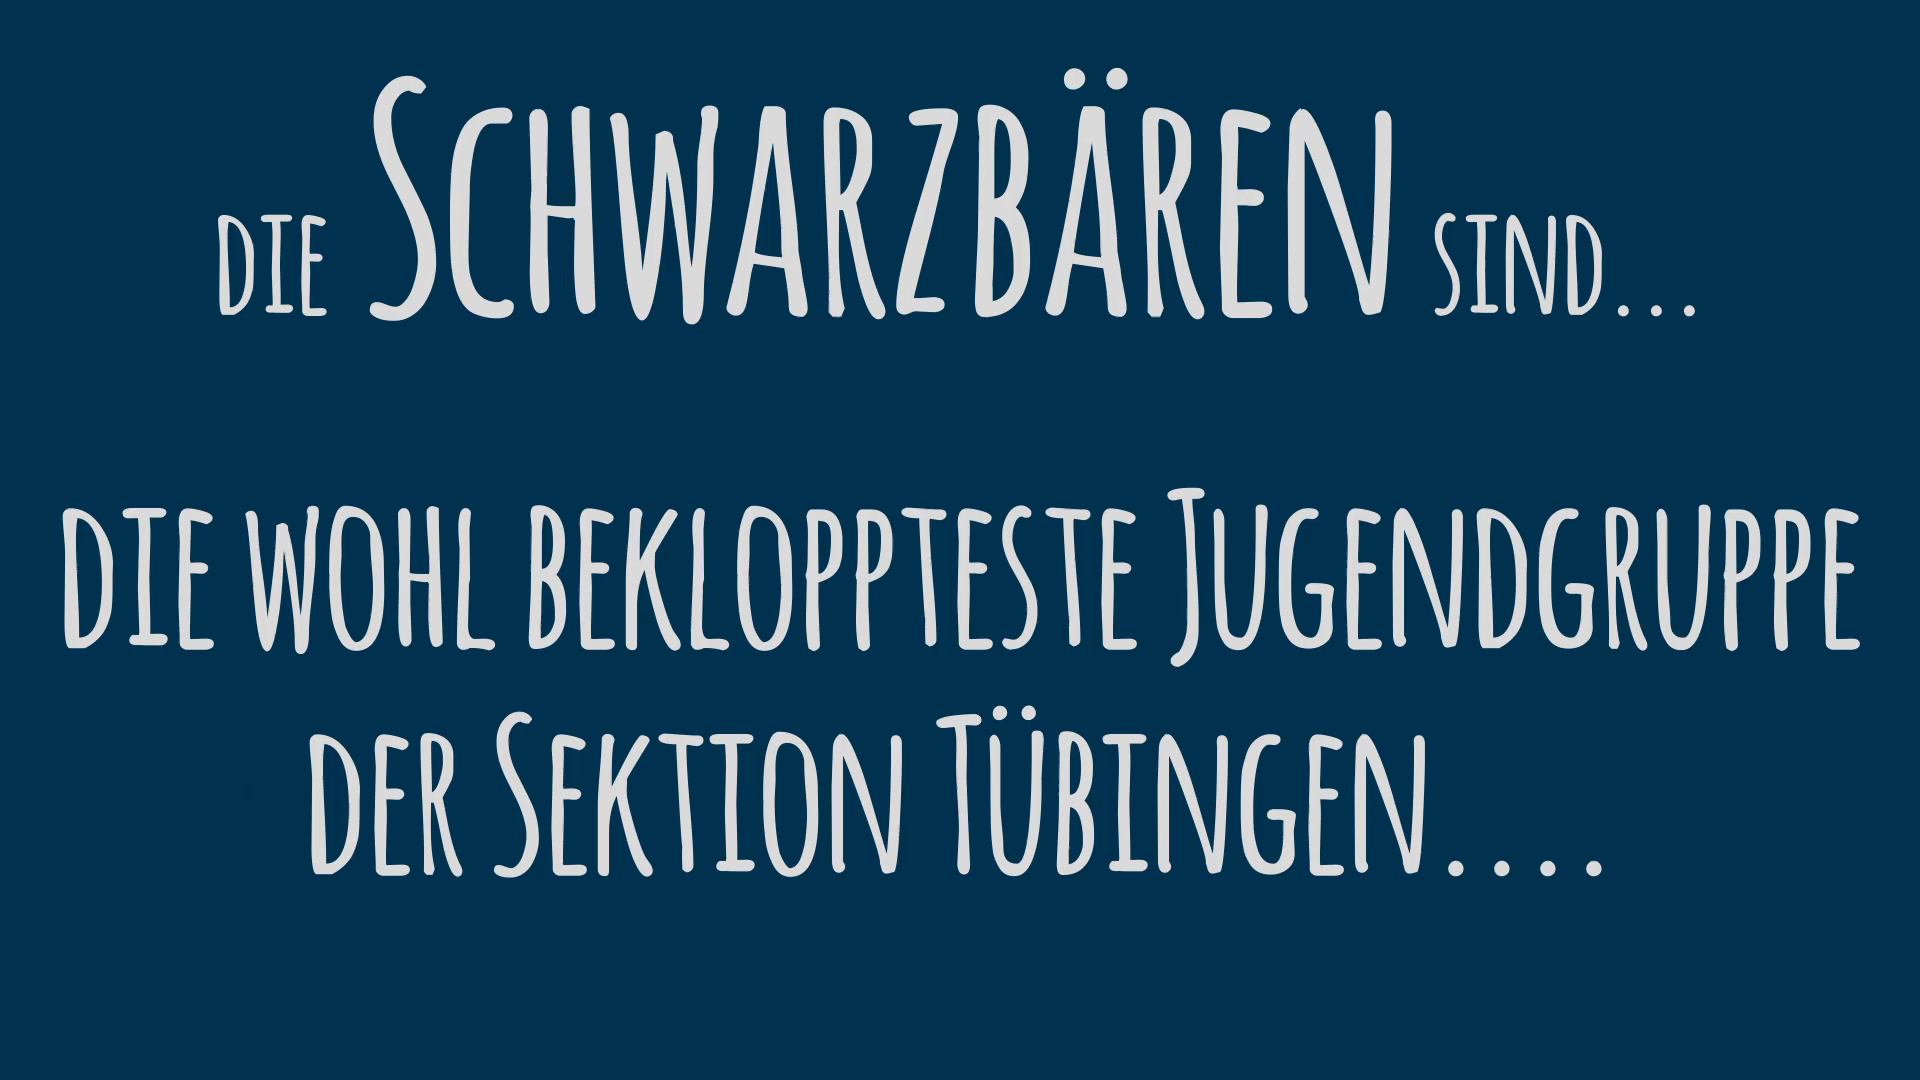 die Schwarzbären sind...
die wohl bekloppteste Jugendgruppe
der Sektion Tübingen....